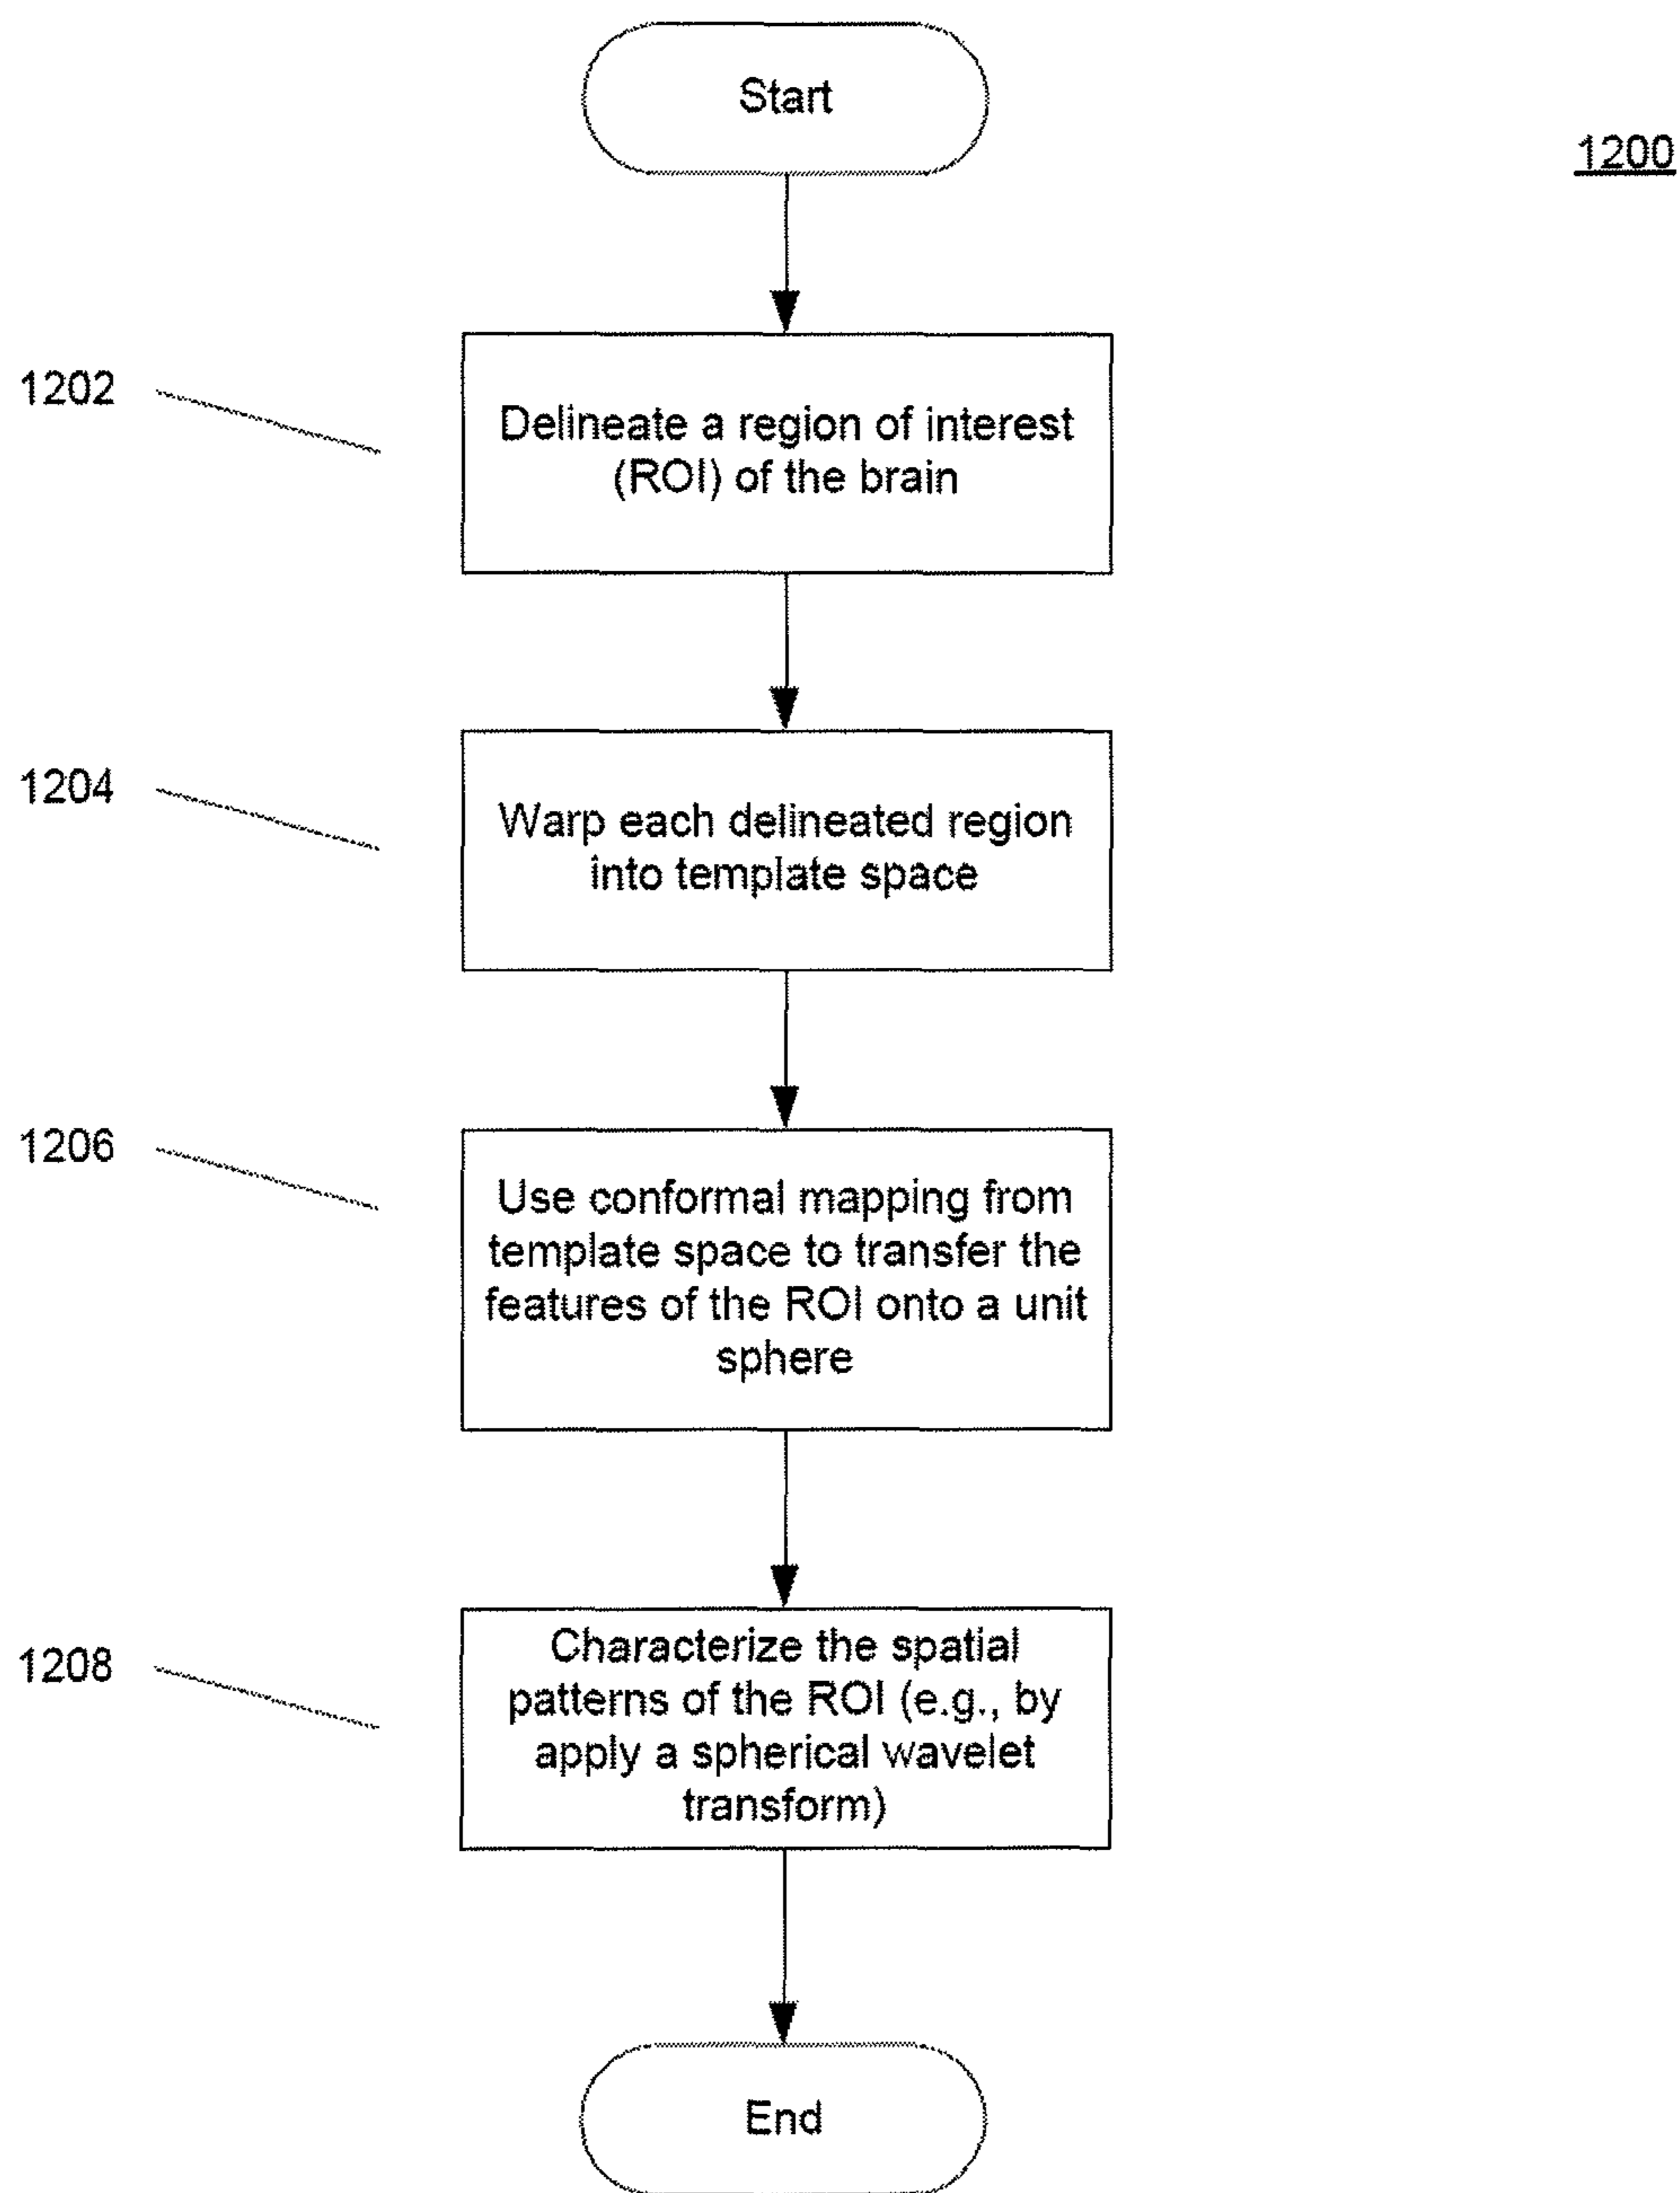 Start
1200
1202
Delineate a region of interest
(ROI) of the brain
1204
Warp each delineated region
into template space
1206
Use conformal mapping from
template space to transfer the
features of the ROI onto a unit
sphere
1208
Characterize the spatial
patterns of the ROI (e.g., by
apply a spherical wavelet
transform)
End